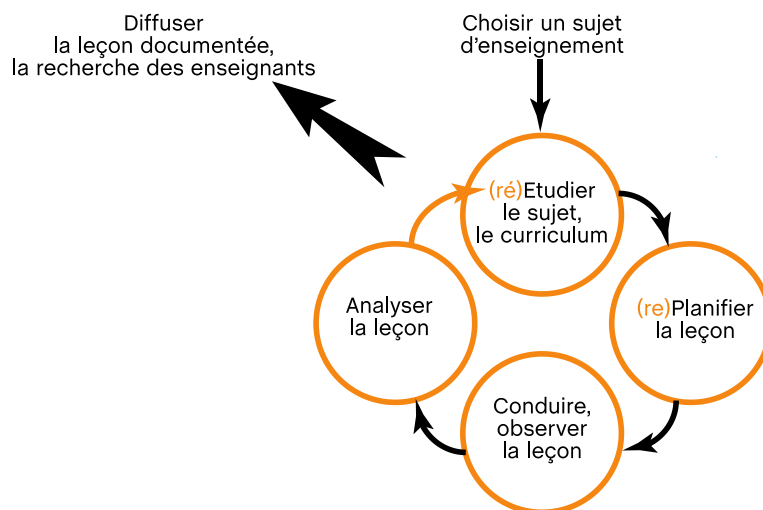 Diffuser
la leçon documentée,
la recherche des enseignants
Choisir un sujet
d'enseignement
(ré)Etudier
le sujet,
le curriculum
(re)Planifier
la leçon
Conduire,
observer
la leçon
Analyser
la leçon